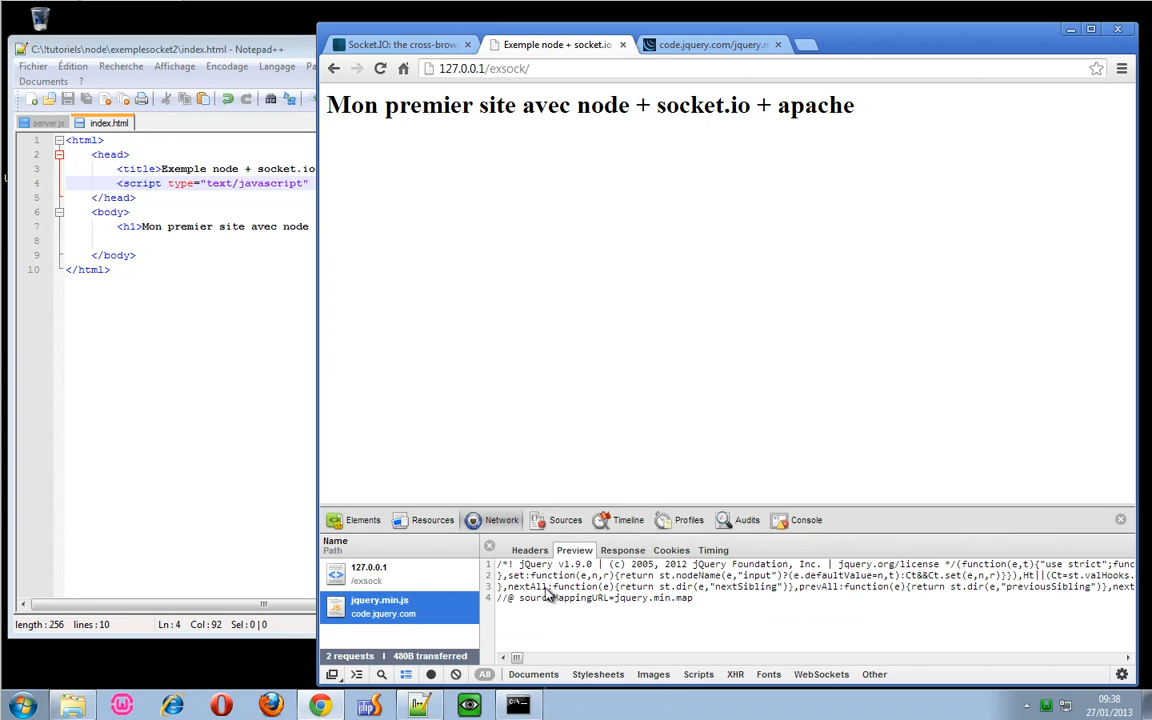 C:\!tutoriels\node\exemplesocket2\index.html - Notepad++
Fichier Édition Recherche Affichage Encodage Langage Pa
Documents ?
server.js index.html
1 <html>
2 <head>
3 <title>Exemple node + socket.io
4 <script type="text/javascript"
5 </head>
6 <body>
7 <h1>Mon premier site avec node
8
9 </body>
10 </html>
length: 256 lines: 10 Ln:4 Col:92 Sel:0|0
Socket.IO: the cross-brow Exemple node + socket.io code.jquery.com/jquery.m
127.0.0.1/exsock/
Mon premier site avec node + socket.io + apache
Elements Resources Network Sources Timeline Profiles Audits Console
Name
Path
127.0.0.1
/exsock
jquery.min.js
code.jquery.com
2 requests | 480B transferred
Headers Preview Response Cookies Timing
1 /*! jQuery v1.9.0 | (c) 2005, 2012 jQuery Foundation, Inc. | jquery.org/license */(function(e,t){"use strict";func
2 },set:function(e,n,r){return st.nodeName(e,"input")?(e.defaultValue=n,t):Ct&&Ct.set(e,n,r)}}),Ht||(Ct=st.valHooks.
3 },nextAll:function(e){return st.dir(e,"nextSibling")},prevAll:function(e){return st.dir(e,"previousSibling")},next
4 //@ sourceMappingURL=jquery.min.map
All Documents Stylesheets Images Scripts XHR Fonts WebSockets Other
09:38
27/01/2013